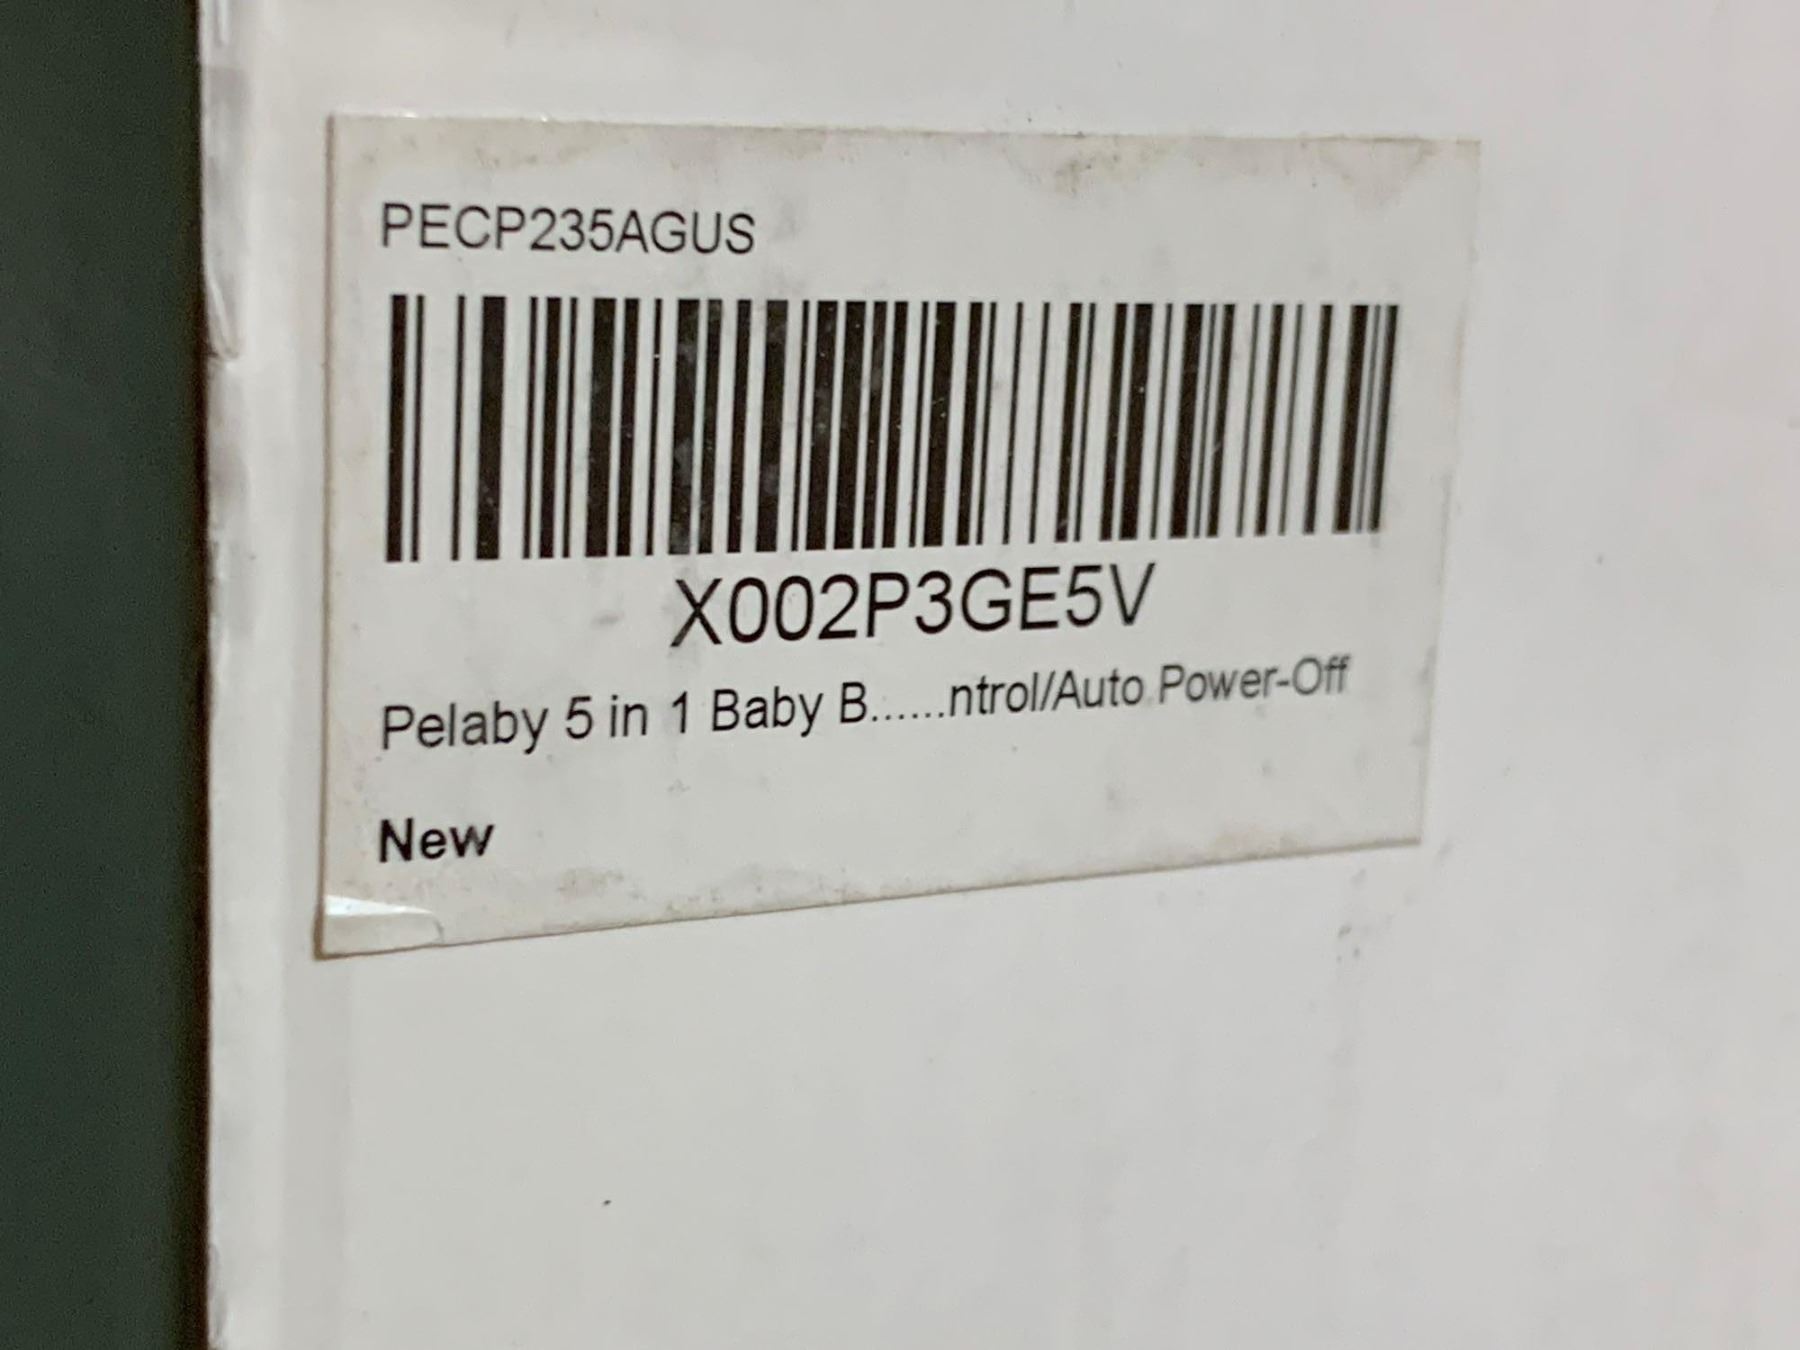 PECP235AGUS
X002P3GE5V
Pelaby 5 in 1 Baby B......ntrol/Auto Power-Off
New